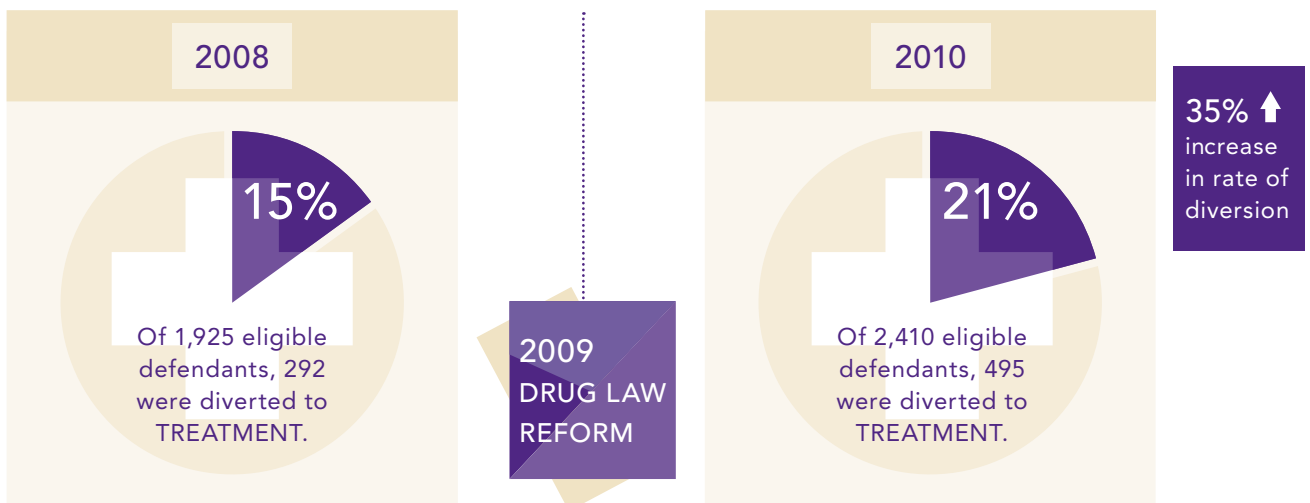 2008
15%
Of 1,925 eligible
defendants, 292
were diverted to
TREATMENT.
2009
DRUG LAW
REFORM
2010
21%
Of 2,410 eligible
defendants, 495
were diverted to
TREATMENT.
35%
increase
in rate of
diversion